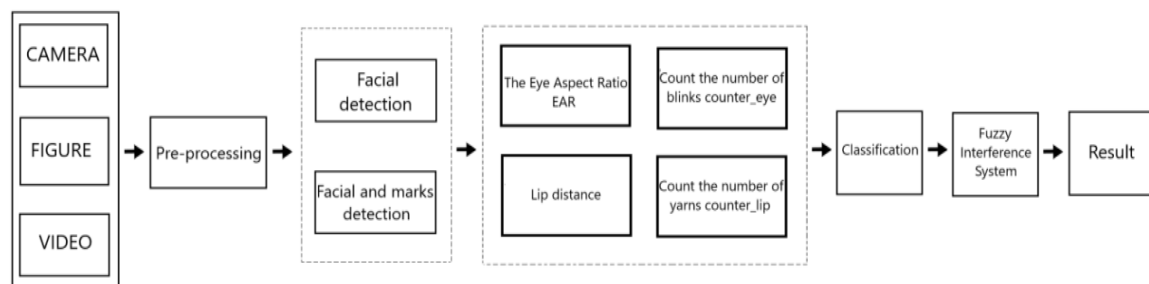 CAMERA
FIGURE
VIDEO
Pre-processing
Facial
detection
Facial and marks
detection
The Eye Aspect Ratio
EAR
Count the number of
blinks counter_eye
Lip distance
Count the number of
yarns counter_lip
Classification
Fuzzy
Interference
System
Result